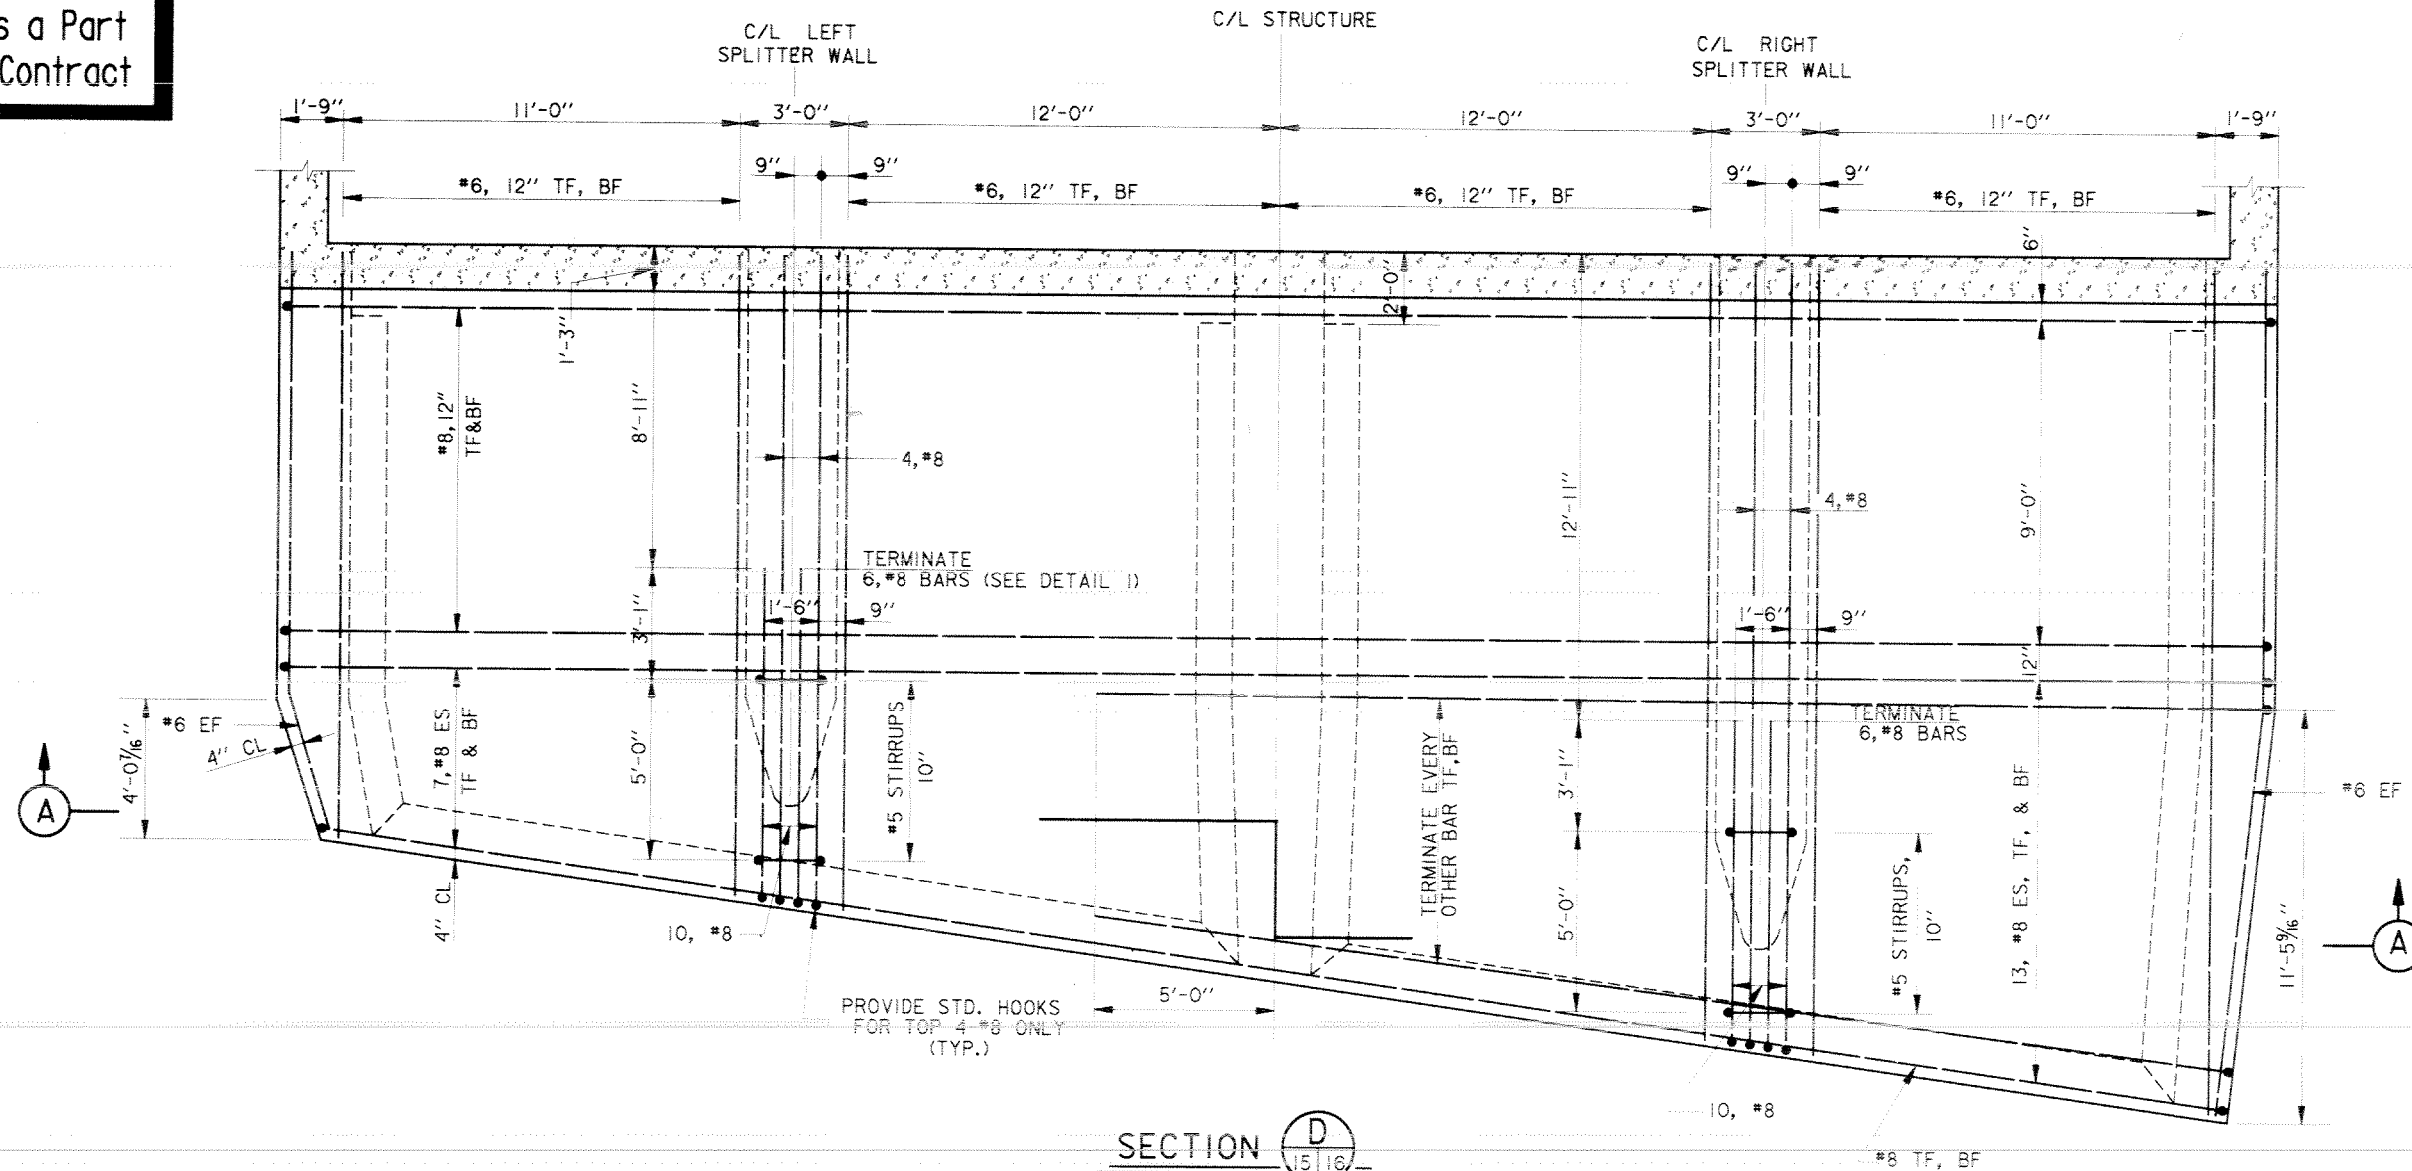 s a Part
Contract
C/L LEFT
SPLITTER WALL
C/L STRUCTURE
C/L RIGHT
SPLITTER WALL
1'-9"
11'-0"
3'-0"
12'-0"
12'-0"
3'-0"
11'-0"
1'-9"
9"
9"
9"
9"
#6, 12" TF, BF
#6, 12" TF, BF
#6, 12" TF, BF
#6, 12" TF, BF
6"
2'-0"
1'-3"
#8,12"
TF&BF
8'-11"
4,#8
12'-11"
4,#8
9'-0"
TERMINATE
6,#8 BARS (SEE DETAIL 1)
1'-6"
9"
3'-1"
1'-6"
9"
12"
#6 EF
4" CL
4'-0 7/16"
7,#8 ES
TF & BF
5'-0"
#5 STIRRUPS
10"
TERMINATE EVERY
OTHER BAR TF,BF
3'-1"
TERMINATE
6,#8 BARS
#6 EF
A
A
4" CL
10, #8
5'-0"
5'-0"
#5 STIRRUPS,
10"
13, #8 ES, TF, & BF
11'-5 9/16"
PROVIDE STD. HOOKS
FOR TOP 4 #8 ONLY
(TYP.)
10, #8
#8 TF, BF
SECTION D
15 16